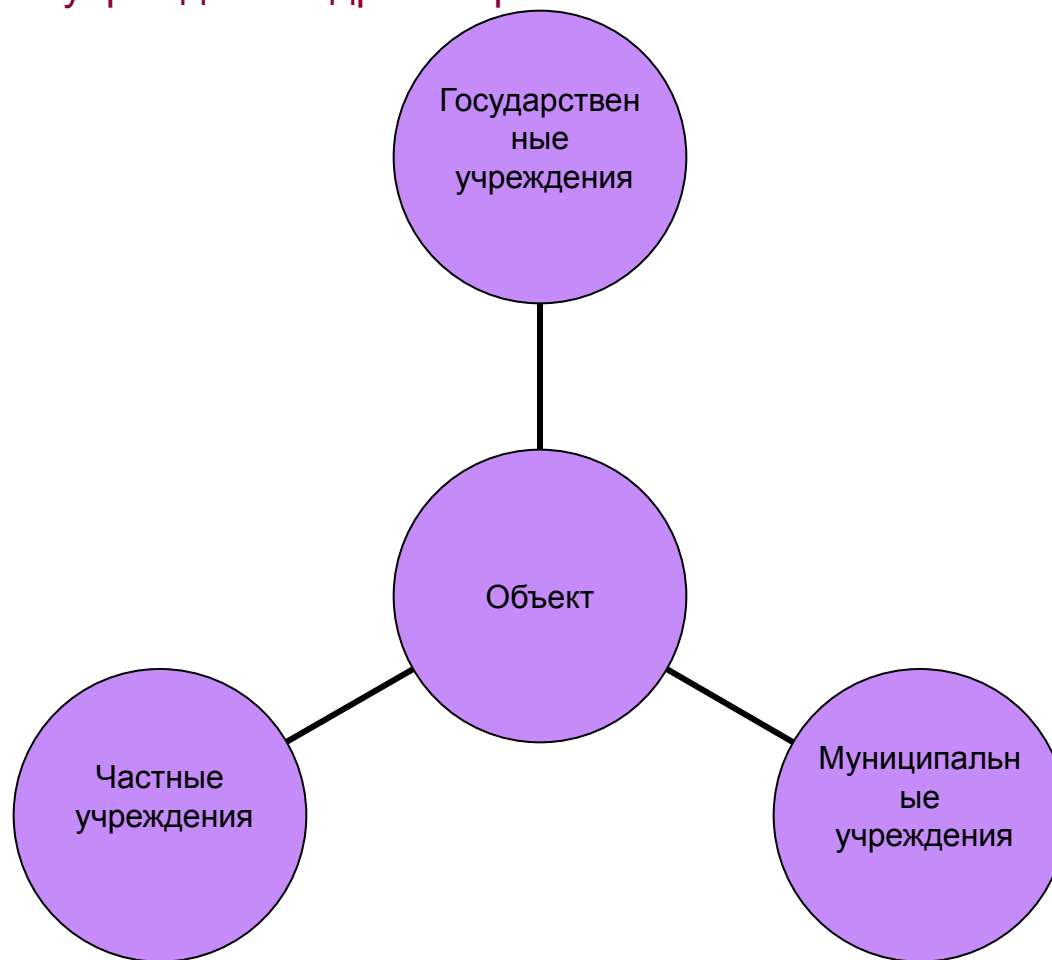 Государствен
ные
учреждения
Объект
Частные
учреждения
Муниципальн
ые
учреждения